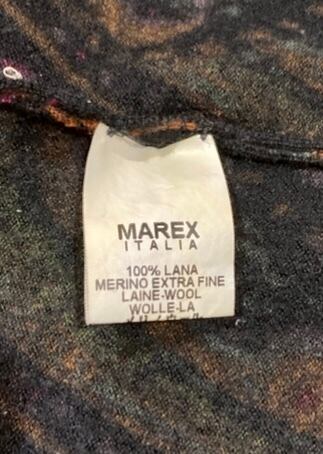 MAREX
ITALIA
100% LANA
MERINO EXTRA FINE
LAINE-WOOL
WOLLE-LA